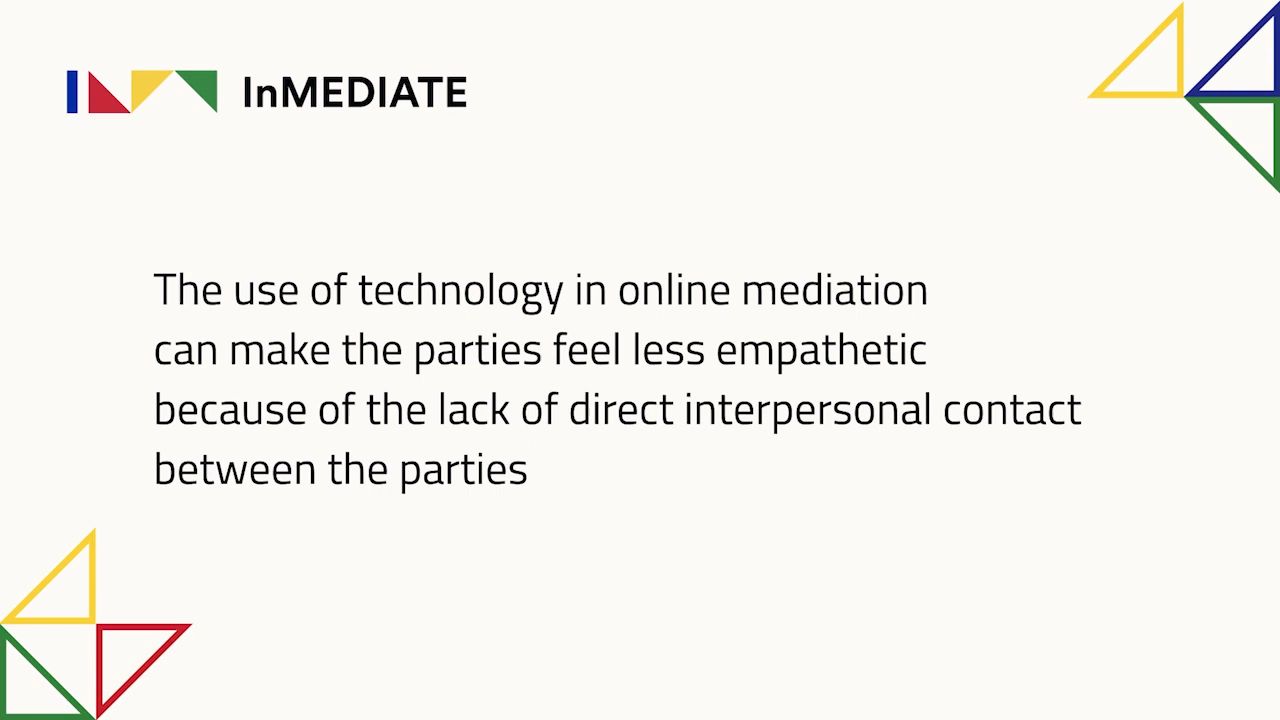 InMEDIATE
The use of technology in online mediation
can make the parties feel less empathetic
because of the lack of direct interpersonal contact
between the parties